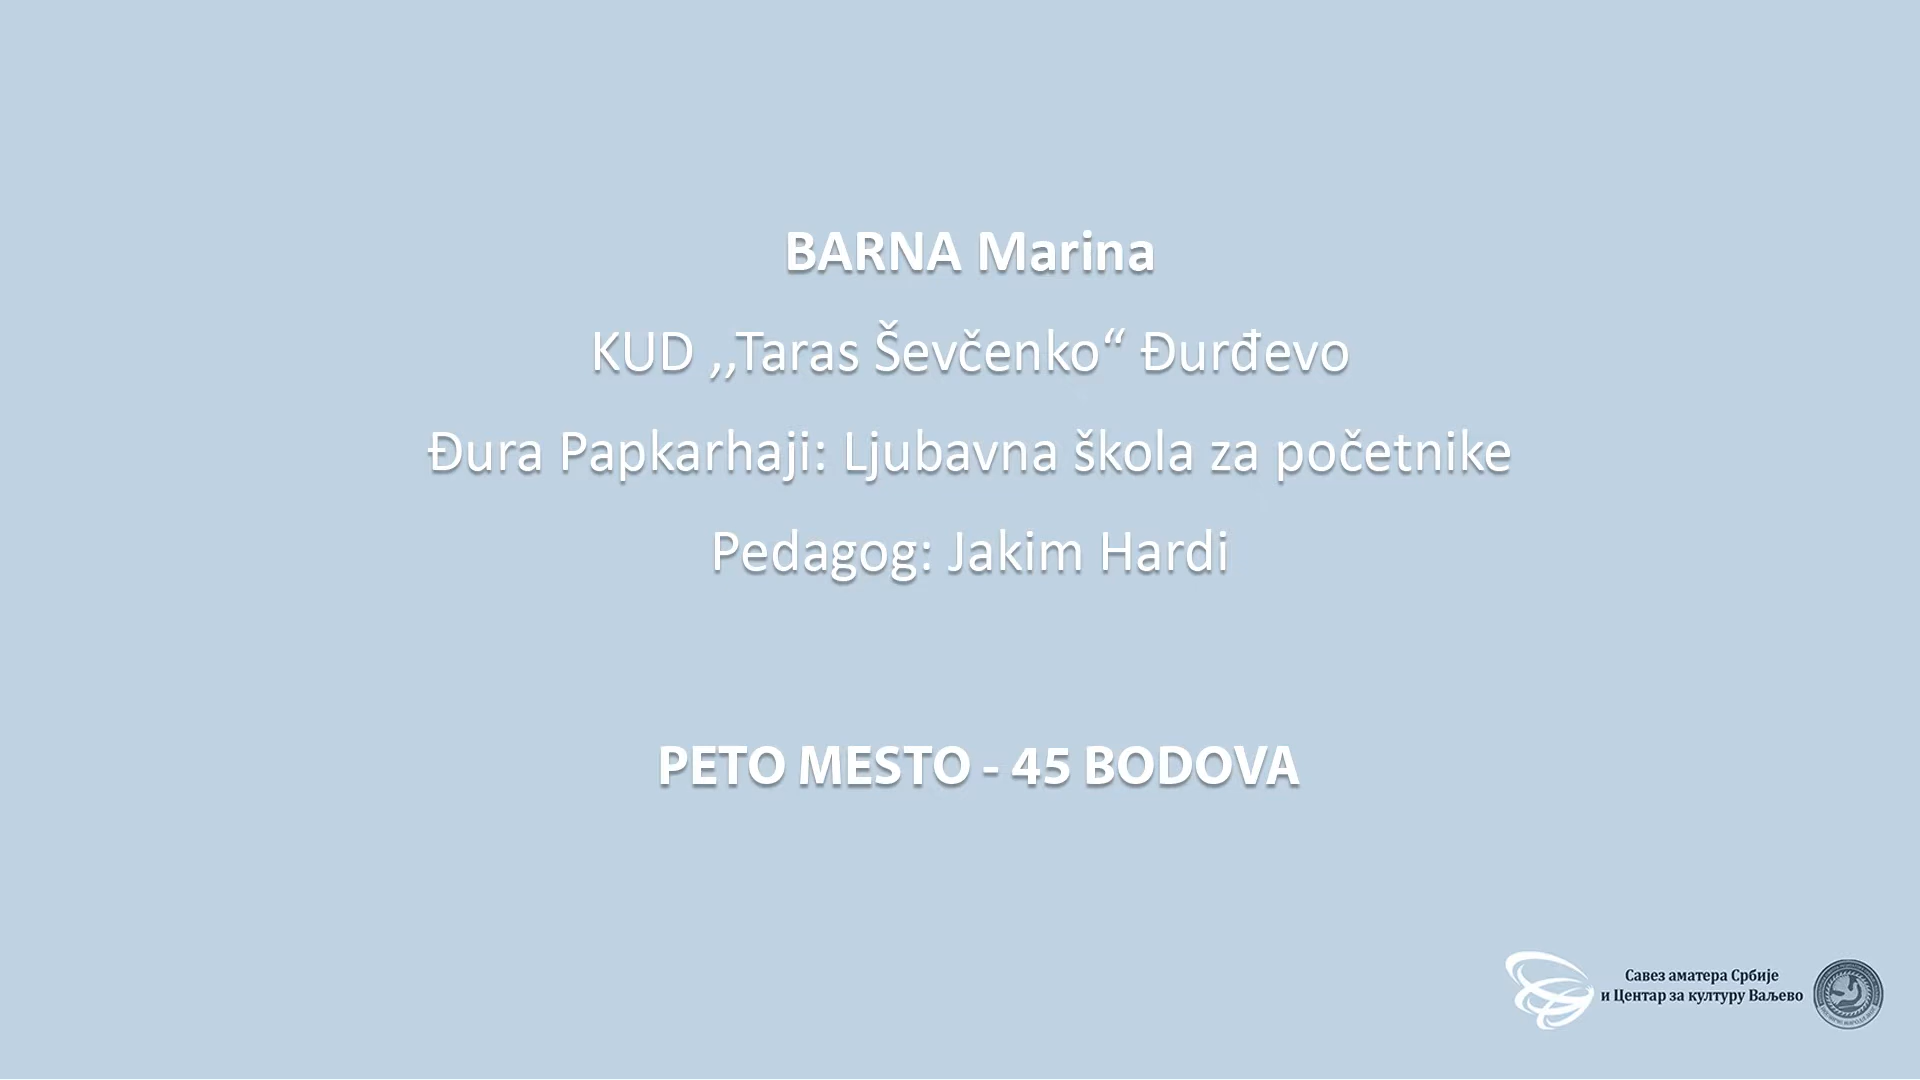 BARNA Marina
KUD ,,Taras Ševčenko“ Đurđevo
Đura Papkarhaji: Ljubavna škola za početnike
Pedagog: Jakim Hardi
PETO MESTO - 45 BODOVA
Савез аматера Србије
и Центар за културу Ваљево